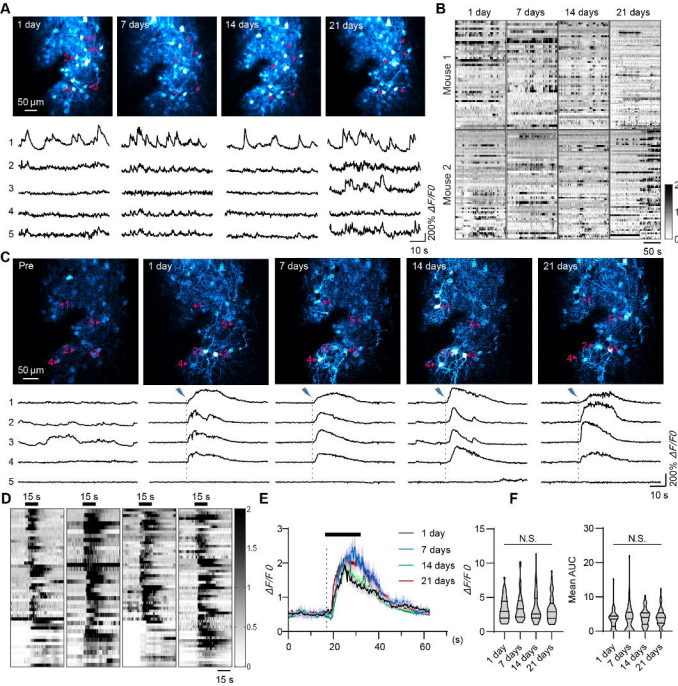 A
1 day
7 days
14 days
21 days
50 µm
1
2
3
4
5
200% ΔF/F0
10 s
B
1 day 7 days 14 days 21 days
Mouse 1
Mouse 2
2
0
50 s
C
Pre
1 day
7 days
14 days
21 days
50 µm
1
2
3
4
5
200% ΔF/F0
10 s
D
15 s 15 s 15 s 15 s
2
1.5
1
0.5
0
15 s
E
ΔF/F 0
3.0
2.0
1.0
0.0
0 20 40 60 (s)
1 day
7 days
14 days
21 days
F
ΔF/F 0
15
10
5
0
N.S.
1 day
7 days
14 days
21 days
Mean AUC
30
20
10
0
N.S.
1 day
7 days
14 days
21 days